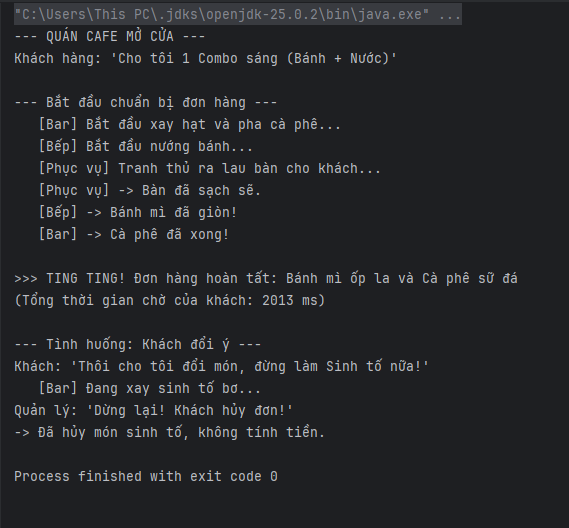 "C:\Users\This PC\.jdks\openjdk-25.0.2\bin\java.exe" ...
--- QUÁN CAFE MỞ CỬA ---
Khách hàng: 'Cho tôi 1 Combo sáng (Bánh + Nước)'
--- Bắt đầu chuẩn bị đơn hàng ---
[Bar] Bắt đầu xay hạt và pha cà phê...
[Bếp] Bắt đầu nướng bánh...
[Phục vụ] Tranh thủ ra lau bàn cho khách...
[Phục vụ] -> Bàn đã sạch sẽ.
[Bếp] -> Bánh mì đã giòn!
[Bar] -> Cà phê đã xong!
>>> TING TING! Đơn hàng hoàn tất: Bánh mì ốp la và Cà phê sữa đá
(Tổng thời gian chờ của khách: 2013 ms)
--- Tình huống: Khách đổi ý ---
Khách: 'Thôi cho tôi đổi món, đừng làm Sinh tố nữa!'
[Bar] Đang xay sinh tố bơ...
Quản lý: 'Dừng lại! Khách hủy đơn!'
-> Đã hủy món sinh tố, không tính tiền.
Process finished with exit code 0